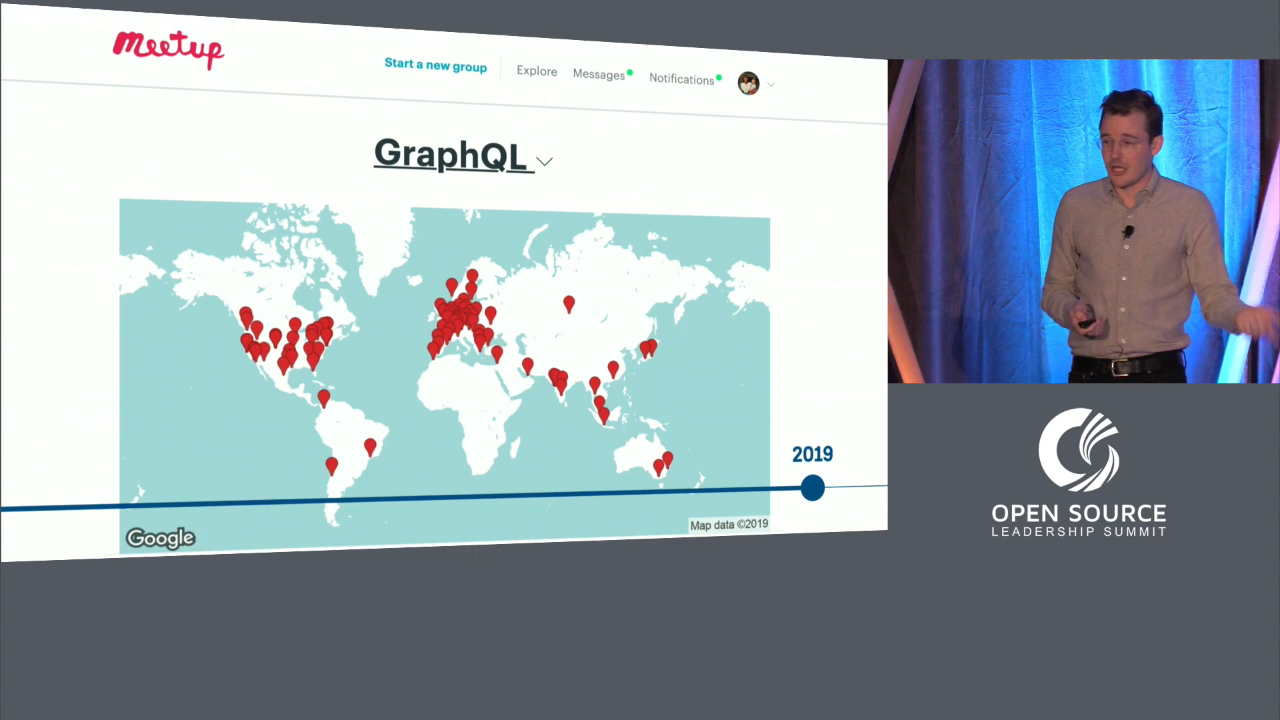 meetup
Start a new group
Explore
Messages
Notifications
GraphQL
2019
Google
Map data ©2019
OPEN SOURCE
LEADERSHIP SUMMIT